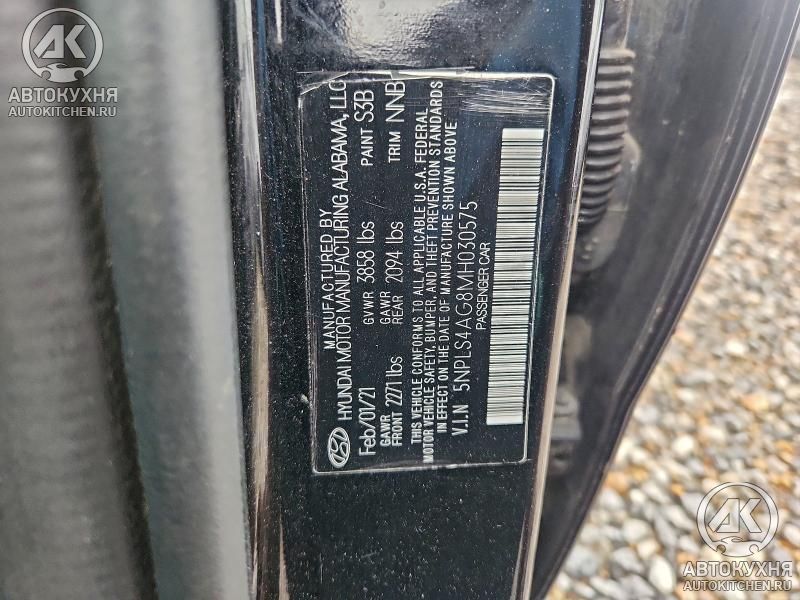 АК
АВТОКУХНЯ
AUTOKITCHEN.RU
MANUFACTURED BY
HYUNDAI MOTOR MANUFACTURING ALABAMA, LLC
Feb/01/21 GVWR 3858 lbs PAINT S3B
GAWR FRONT 2271 lbs GAWR REAR 2094 lbs TRIM NNB
THIS VEHICLE CONFORMS TO ALL APPLICABLE U.S.A. FEDERAL
MOTOR VEHICLE SAFETY, BUMPER, AND THEFT PREVENTION STANDARDS
IN EFFECT ON THE DATE OF MANUFACTURE SHOWN ABOVE
V.I.N 5NPLS4AG8MH030575
PASSENGER CAR
АК
АВТОКУХНЯ
AUTOKITCHEN.RU